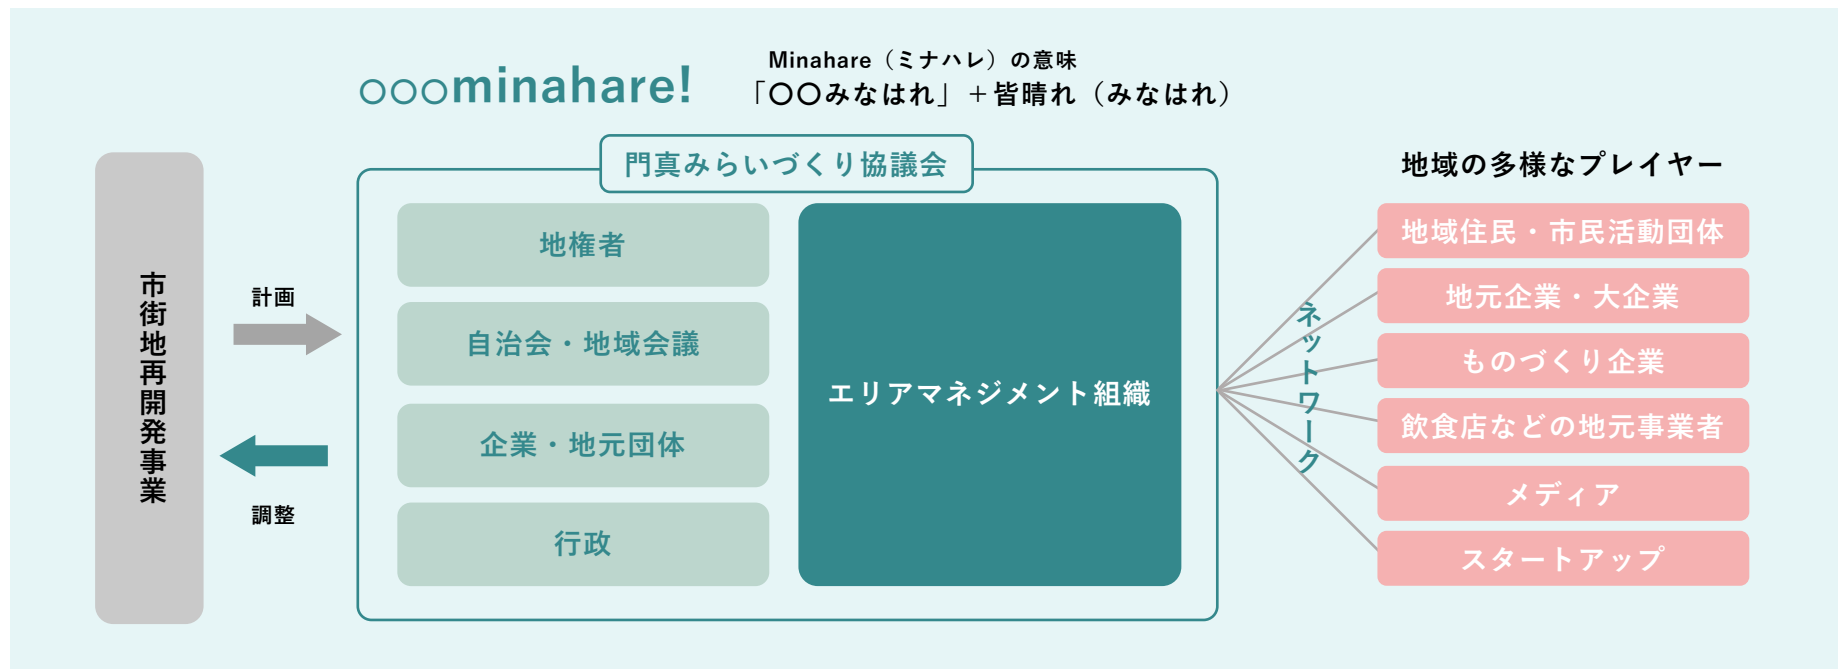 ○○○minahare!
Minahare（ミナハレ）の意味
「〇〇みなはれ」＋皆晴れ（みなはれ）
市街地再開発事業
計画
調整
門真みらいづくり協議会
地権者
自治会・地域会議
企業・地元団体
行政
エリアマネジメント組織
ネットワーク
地域の多様なプレイヤー
地域住民・市民活動団体
地元企業・大企業
ものづくり企業
飲食店などの地元事業者
メディア
スタートアップ